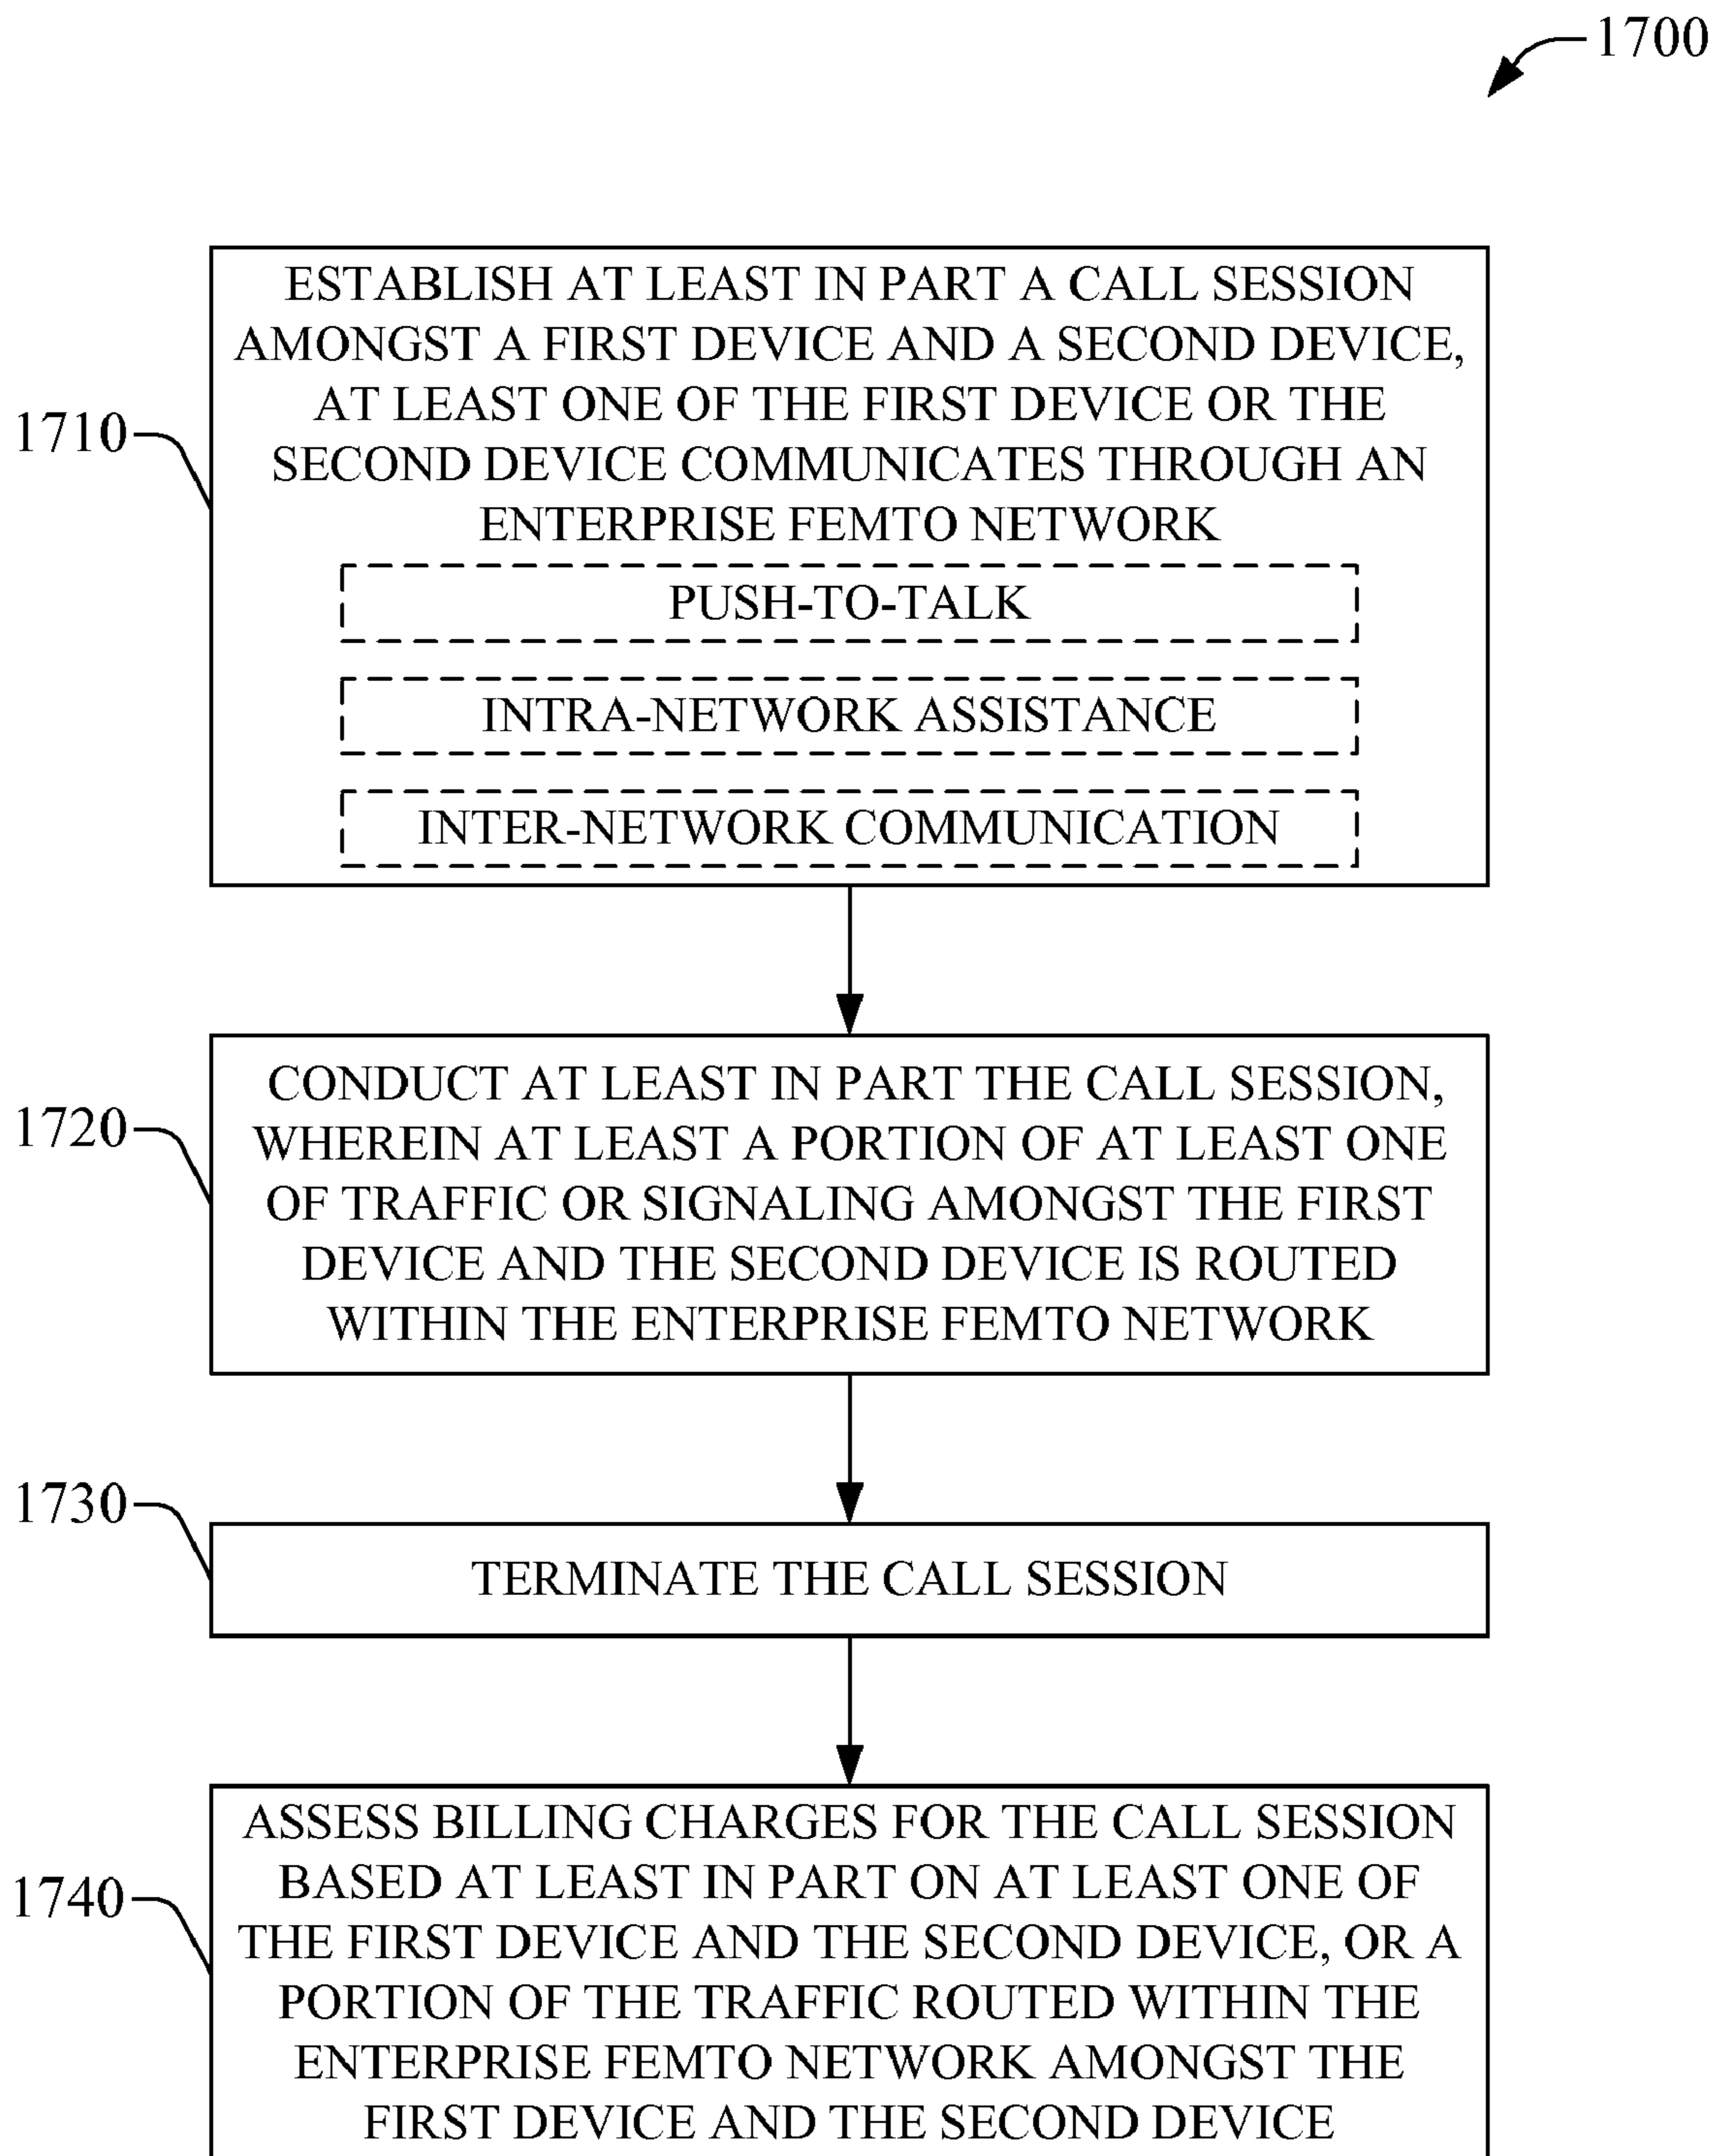 1700
1710
ESTABLISH AT LEAST IN PART A CALL SESSION
AMONGST A FIRST DEVICE AND A SECOND DEVICE,
AT LEAST ONE OF THE FIRST DEVICE OR THE
SECOND DEVICE COMMUNICATES THROUGH AN
ENTERPRISE FEMTO NETWORK
PUSH-TO-TALK
INTRA-NETWORK ASSISTANCE
INTER-NETWORK COMMUNICATION
1720
CONDUCT AT LEAST IN PART THE CALL SESSION,
WHEREIN AT LEAST A PORTION OF AT LEAST ONE
OF TRAFFIC OR SIGNALING AMONGST THE FIRST
DEVICE AND THE SECOND DEVICE IS ROUTED
WITHIN THE ENTERPRISE FEMTO NETWORK
1730
TERMINATE THE CALL SESSION
1740
ASSESS BILLING CHARGES FOR THE CALL SESSION
BASED AT LEAST IN PART ON AT LEAST ONE OF
THE FIRST DEVICE AND THE SECOND DEVICE, OR A
PORTION OF THE TRAFFIC ROUTED WITHIN THE
ENTERPRISE FEMTO NETWORK AMONGST THE
FIRST DEVICE AND THE SECOND DEVICE